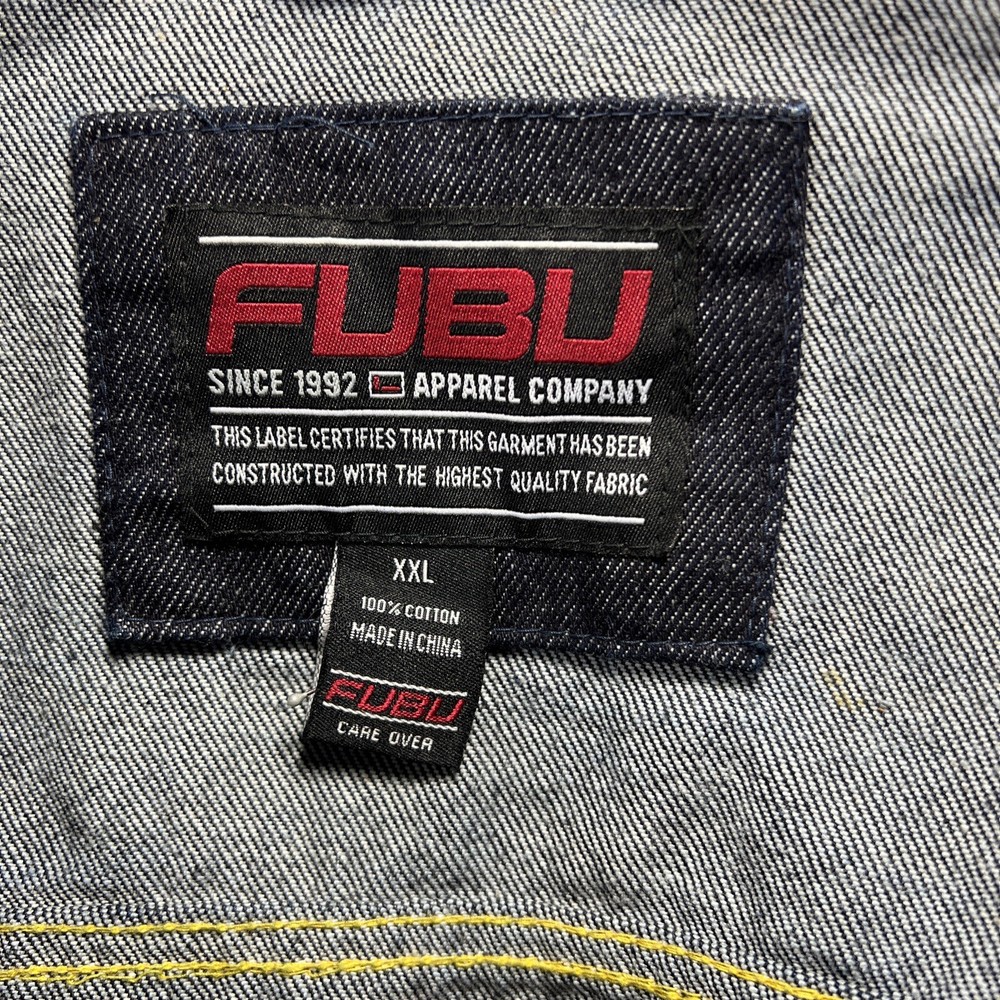 FUBU
SINCE 1992 APPAREL COMPANY
THIS LABEL CERTIFIES THAT THIS GARMENT HAS BEEN
CONSTRUCTED WITH THE HIGHEST QUALITY FABRIC
XXL
100% COTTON
MADE IN CHINA
FUBU
CARE OVER